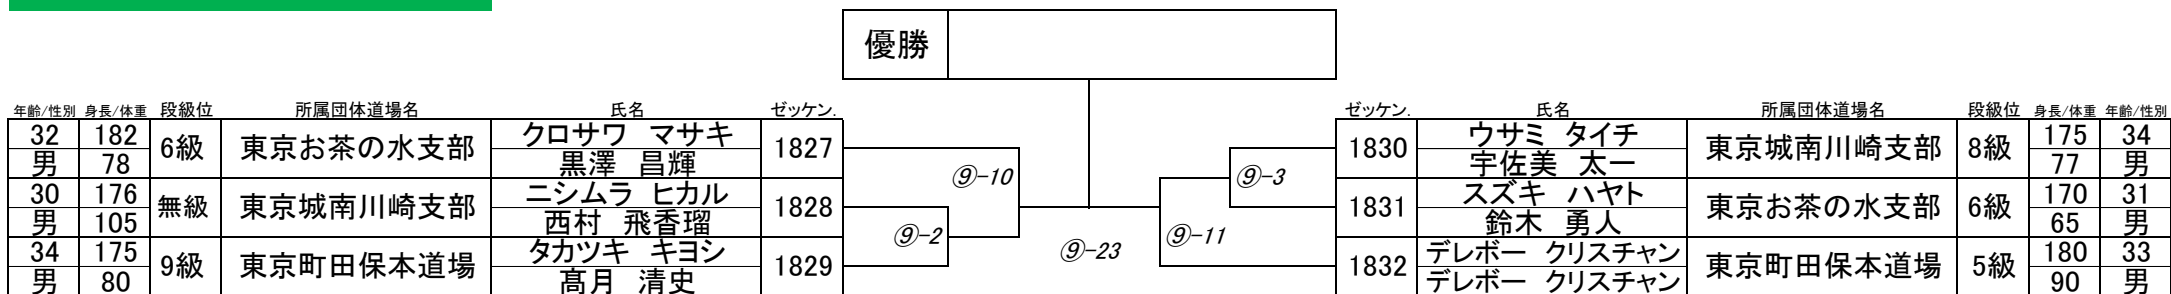 優勝
年齢/性別 身長/体重 段級位 所属団体道場名 氏名 ゼッケン. ゼッケン. 氏名 所属団体道場名 段級位 身長/体重 年齢/性別
32 182 6級 東京お茶の水支部 クロサワ マサキ 1827 1830 ウサミ タイチ 東京城南川崎支部 8級 175 34
男 78 黒澤 昌輝 宇佐美 太一 77 男
⑨-10 ⑨-3
30 176 無級 東京城南川崎支部 ニシムラ ヒカル 1828 1831 スズキ ハヤト 東京お茶の水支部 6級 170 31
男 105 西村 飛香瑠 鈴木 勇人 65 男
⑨-2 ⑨-23 ⑨-11
34 175 9級 東京町田保本道場 タカツキ キヨシ 1829 1832 デレボー クリスチャン 東京町田保本道場 5級 180 33
男 80 髙月 清史 デレボー クリスチャン 90 男